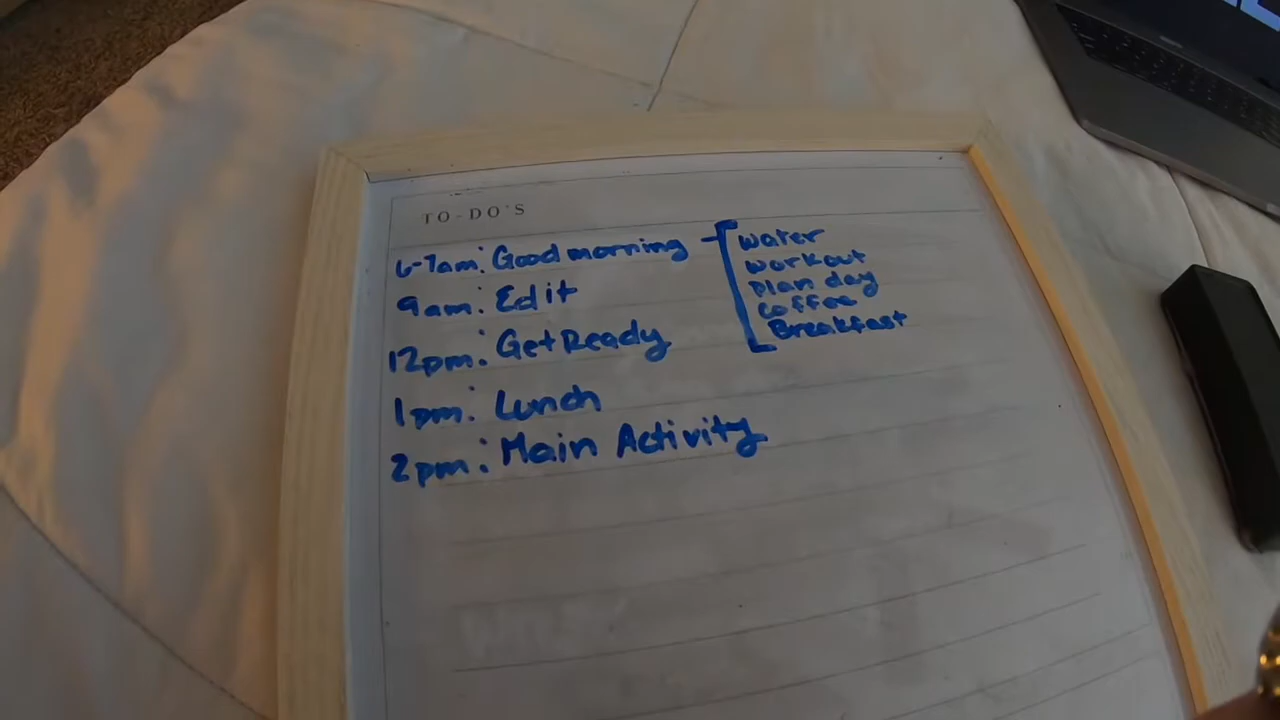 TO-DO'S
6-7am: Good morning
water
workout
Plan day
coffee
Breakfast
9am: Edit
12pm: Get Ready
1pm: Lunch
2pm: Main Activity